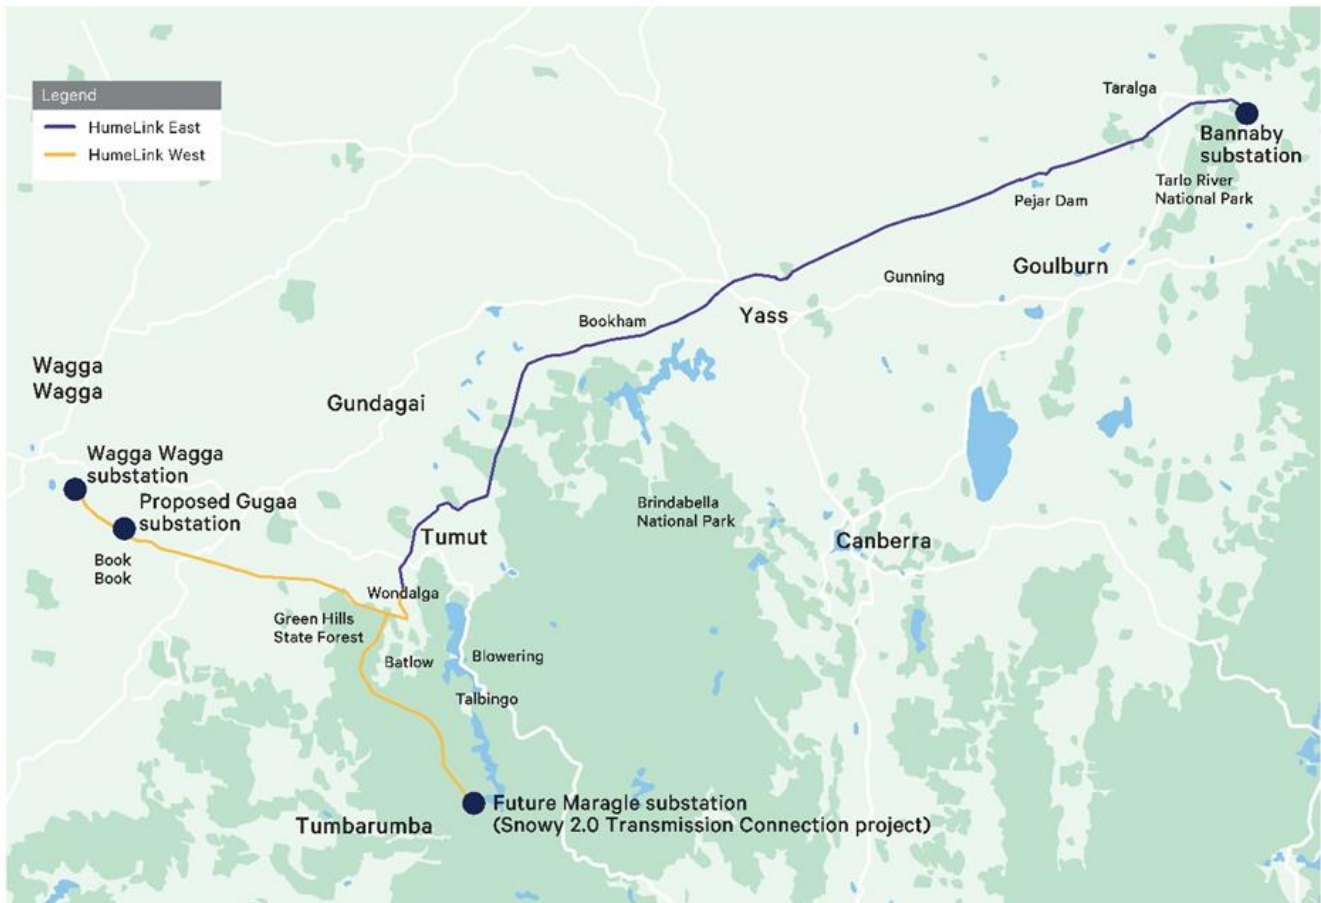 Legend
HumeLink East
HumeLink West
Taralga
Bannaby
substation
Tarlo River
National Park
Pejar Dam
Goulburn
Gunning
Yass
Bookham
Wagga
Wagga
Gundagai
Wagga Wagga
substation
Proposed Gugaa
substation
Brindabella
National Park
Tumut
Canberra
Book
Book
Wondalga
Green Hills
State Forest
Batlow
Blowering
Talbingo
Future Maragle substation
(Snowy 2.0 Transmission Connection project)
Tumbarumba